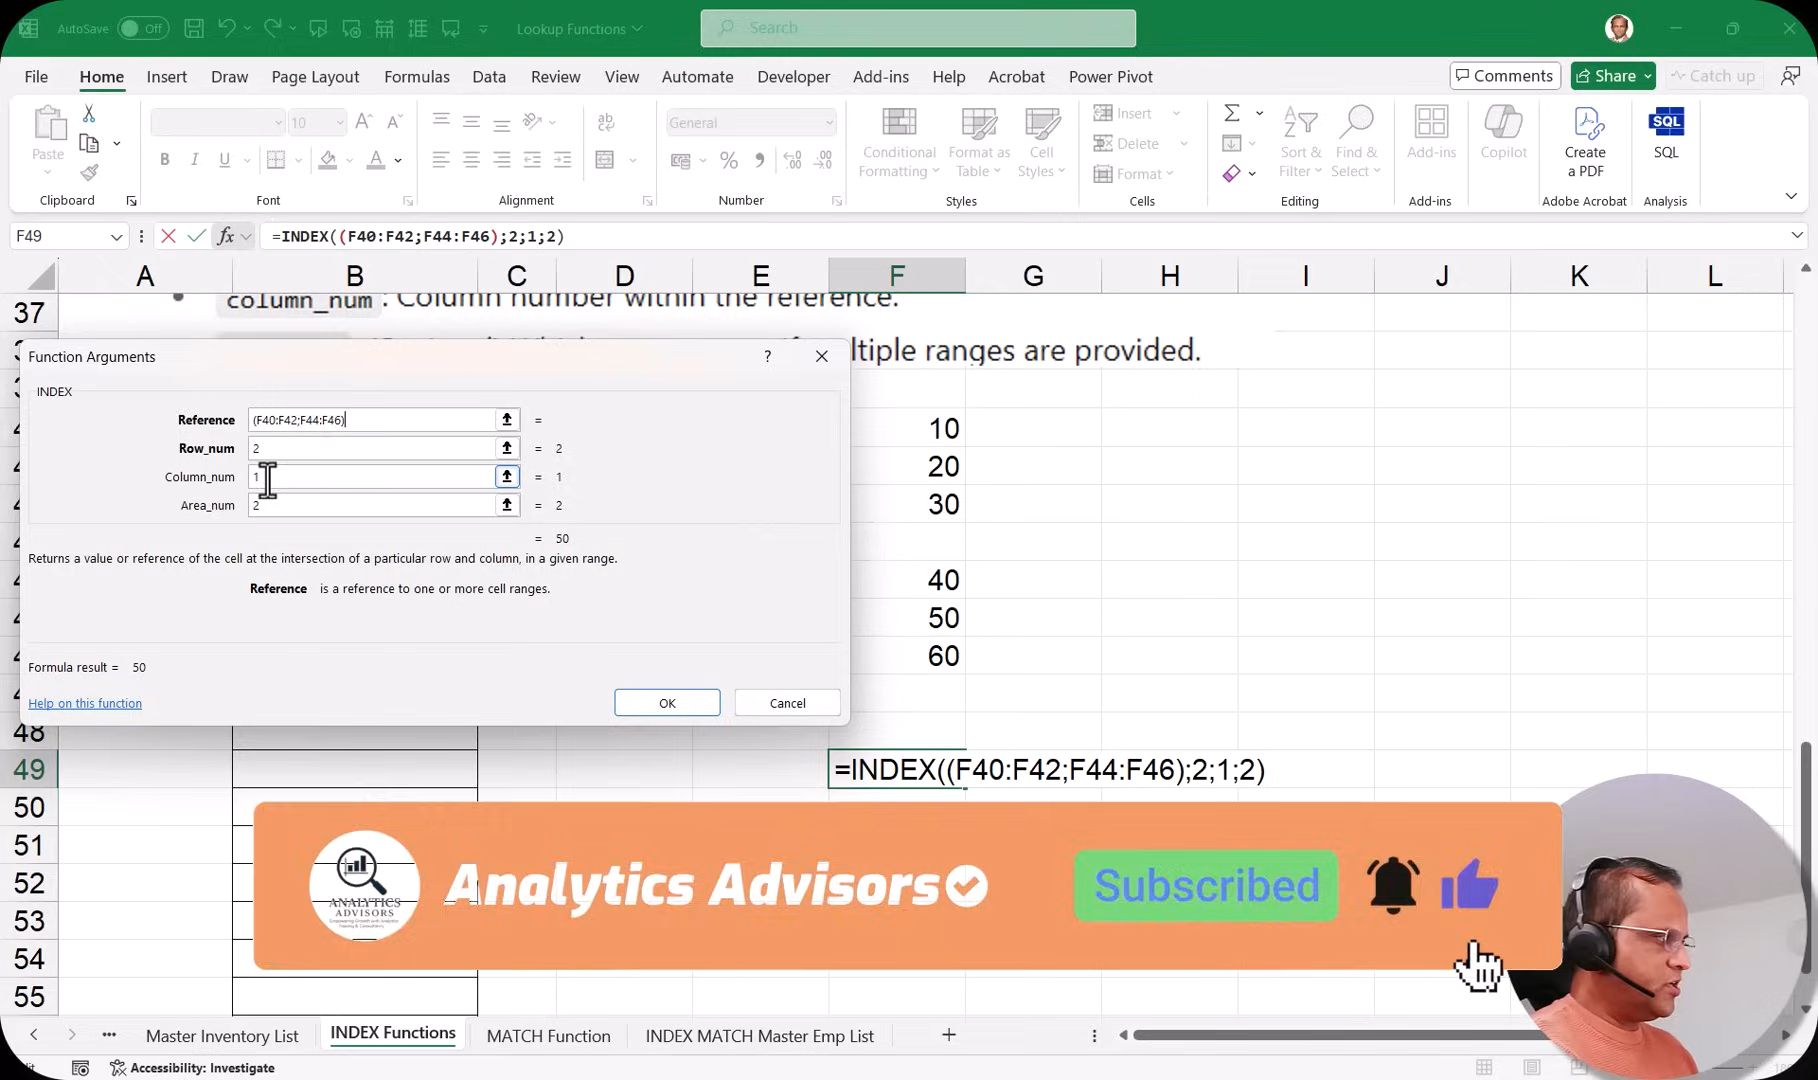 AutoSave Off Lookup Functions Search
File Home Insert Draw Page Layout Formulas Data Review View Automate Developer Add-ins Help Acrobat Power Pivot Comments Share Catch up
Paste 10 General Conditional Formatting Format as Table Cell Styles Insert Delete Format Sort & Filter Find & Select Add-ins Copilot Create a PDF SQL
Clipboard Font Alignment Number Styles Cells Editing Add-ins Adobe Acrobat Analysis
F49 fx =INDEX((F40:F42;F44:F46);2;1;2)
A B C D E F G H I J K L
37 column_num : Column number within the reference.
ltiple ranges are provided.
Function Arguments ?
INDEX
Reference (F40:F42;F44:F46) =
Row_num 2 = 2
Column_num 1 = 1
Area_num 2 = 2
= 50
Returns a value or reference of the cell at the intersection of a particular row and column, in a given range.
Reference is a reference to one or more cell ranges.
Formula result = 50
Help on this function OK Cancel
10
20
30
40
50
60
48
49 =INDEX((F40:F42;F44:F46);2;1;2)
50
51
52
53
54
55
ANALYTICS
ADVISORS
Analytics Advisors Subscribed
Master Inventory List INDEX Functions MATCH Function INDEX MATCH Master Emp List
Accessibility: Investigate